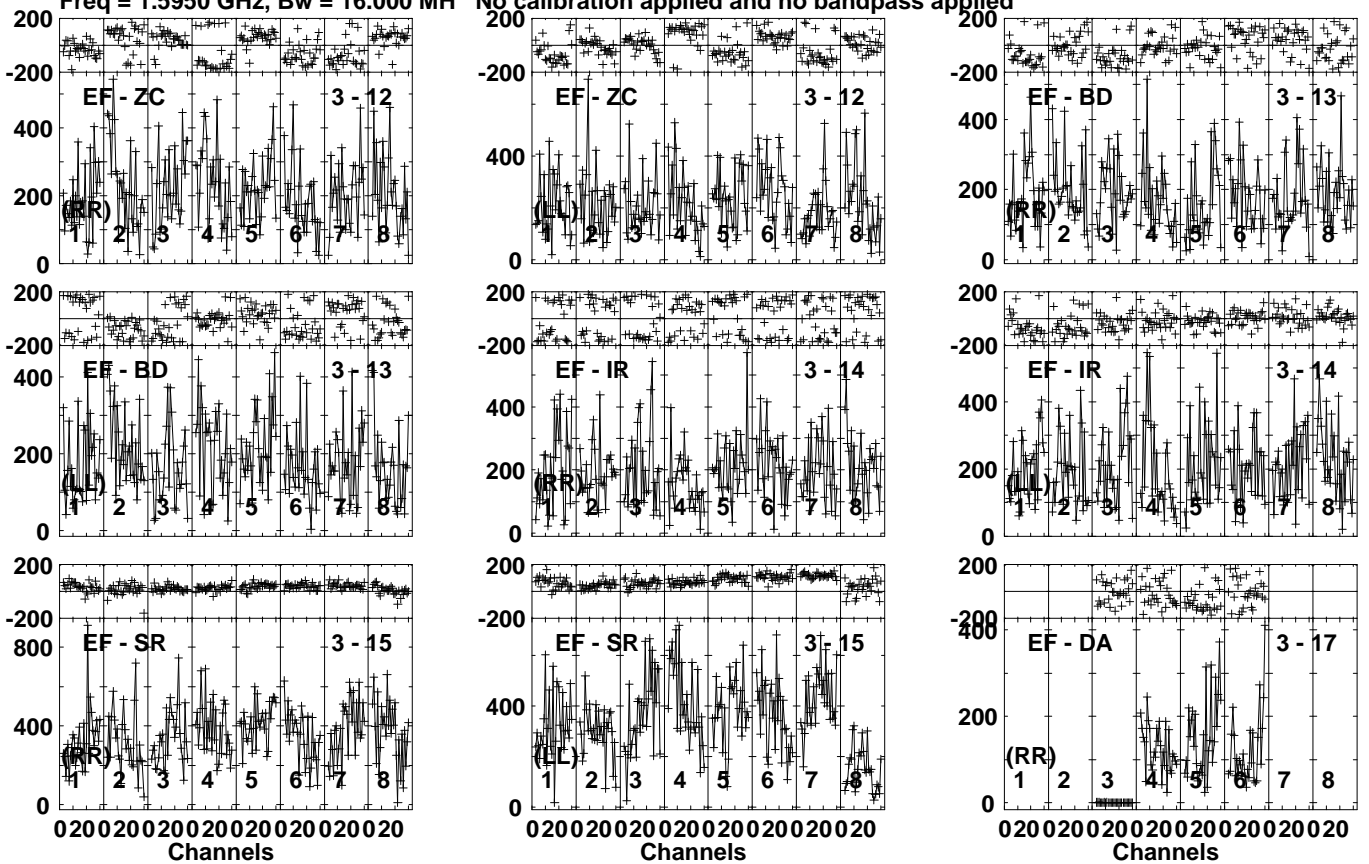 Freq = 1.5950 GHz, Bw = 16.000 MH No calibration applied and no bandpass applied
200
-200
EF - ZC 3 - 12
400
200
0
(RR)
1 2 3 4 5 6 7 8
200
-200
EF - ZC 3 - 12
400
0
(LL)
1 2 3 4 5 6 7 8
200
-200
EF - BD 3 - 13
400
200
0
(RR)
1 2 3 4 5 6 7 8
200
-200
EF - BD 3 - 13
400
200
0
(LL)
1 2 3 4 5 6 7 8
200
-200
EF - IR 3 - 14
400
200
0
(RR)
1 2 3 4 5 6 7 8
200
-200
EF - IR 3 - 14
400
200
0
(LL)
1 2 3 4 5 6 7 8
200
-200
EF - SR 3 - 15
800
400
0
(RR)
1 2 3 4 5 6 7 8
0 20 0 20 0 20 0 20 0 20 0 20 0 20 0 20
Channels
200
-200
EF - SR 3 - 15
400
0
(LL)
1 2 3 4 5 6 7 8
0 20 0 20 0 20 0 20 0 20 0 20 0 20 0 20
Channels
200
-200
EF - DA 3 - 17
400
200
0
(RR)
1 2 3 4 5 6 7 8
0 20 0 20 0 20 0 20 0 20 0 20 0 20 0 20
Channels